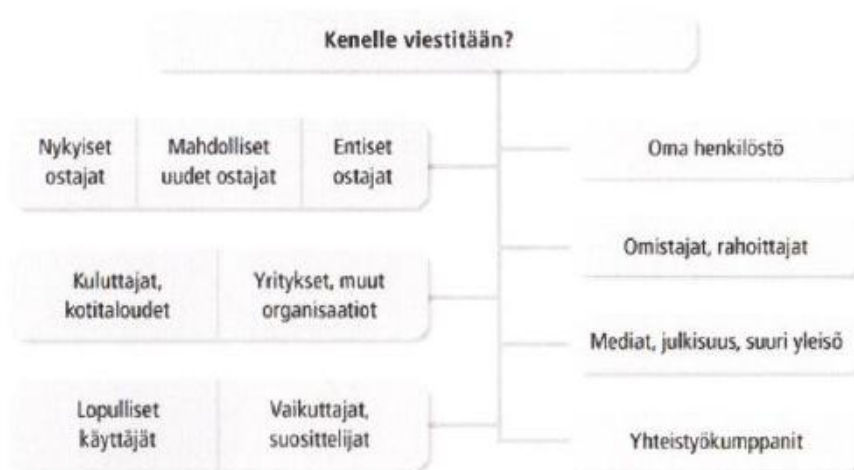 Kenelle viestitään?
Nykyiset
ostajat
Mahdolliset
uudet ostajat
Entiset
ostajat
Kuluttajat,
kotitaloudet
Yritykset, muut
organisaatiot
Lopulliset
käyttäjät
Vaikuttajat,
suosittelijat
Oma henkilöstö
Omistajat, rahoittajat
Mediat, julkisuus, suuri yleisö
Yhteistyökumppanit